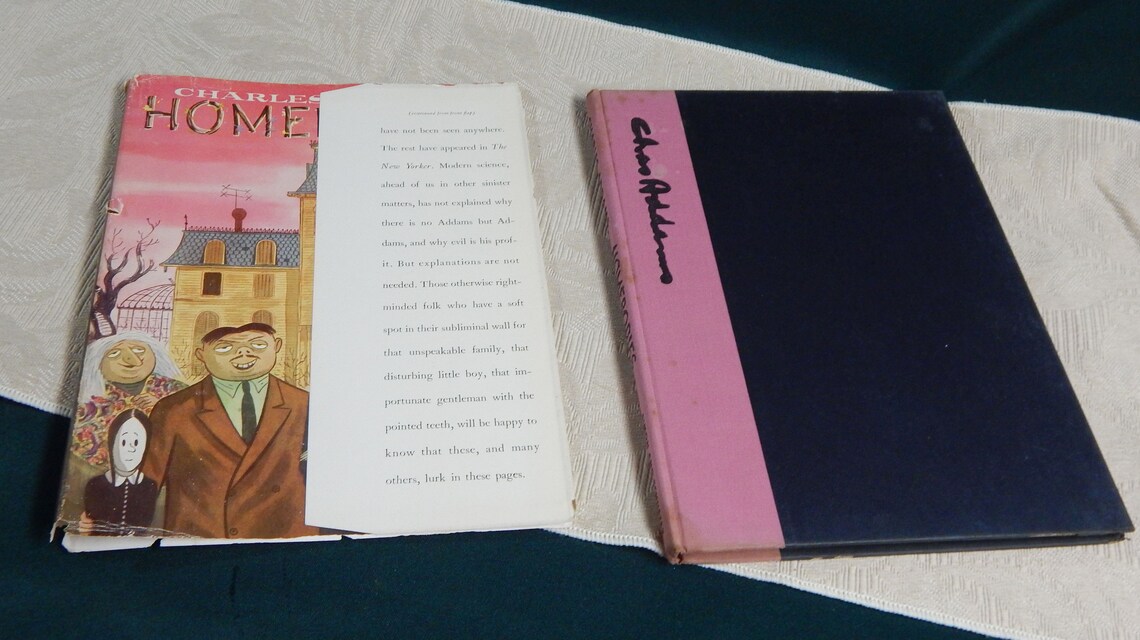 CHARLES
HOME
(continued from front flap)
have not been seen anywhere.
The rest have appeared in The
New Yorker. Modern science,
ahead of us in other sinister
matters, has not explained why
there is no Addams but Ad-
dams, and why evil is his prof-
it. But explanations are not
needed. Those otherwise right-
minded folk who have a soft
spot in their subliminal wall for
that unspeakable family, that
disturbing little boy, that im-
portunate gentleman with the
pointed teeth, will be happy to
know that these, and many
others, lurk in these pages.
Chas Addams